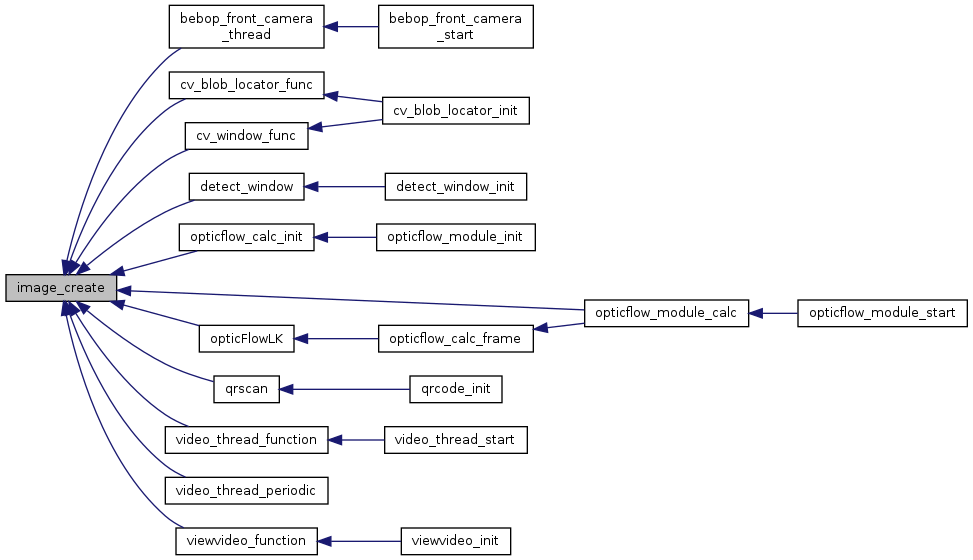 bebop_front_camera
_thread
bebop_front_camera
_start
cv_blob_locator_func
cv_blob_locator_init
cv_window_func
detect_window
detect_window_init
opticflow_calc_init
opticflow_module_init
image_create
opticflow_module_calc
opticflow_module_start
opticFlowLK
opticflow_calc_frame
qrscan
qrcode_init
video_thread_function
video_thread_start
video_thread_periodic
viewvideo_function
viewvideo_init